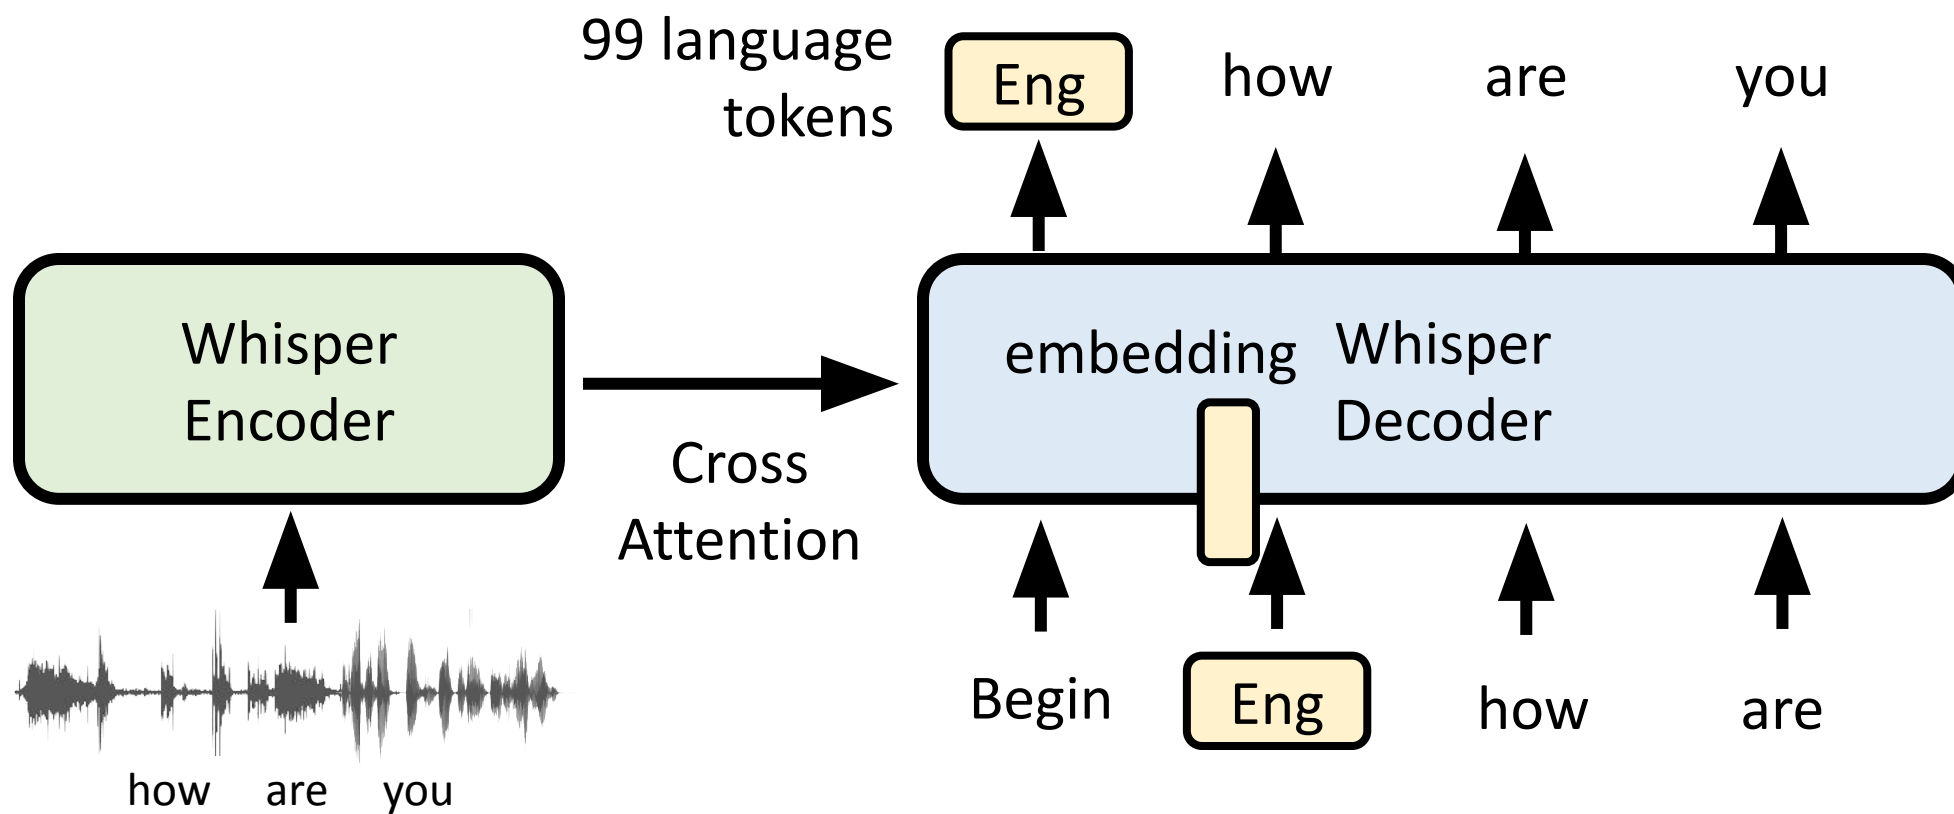 99 language
tokens
Eng
how
are
you
Whisper
Encoder
Cross
Attention
embedding
Whisper
Decoder
Begin
Eng
how
are
how are you